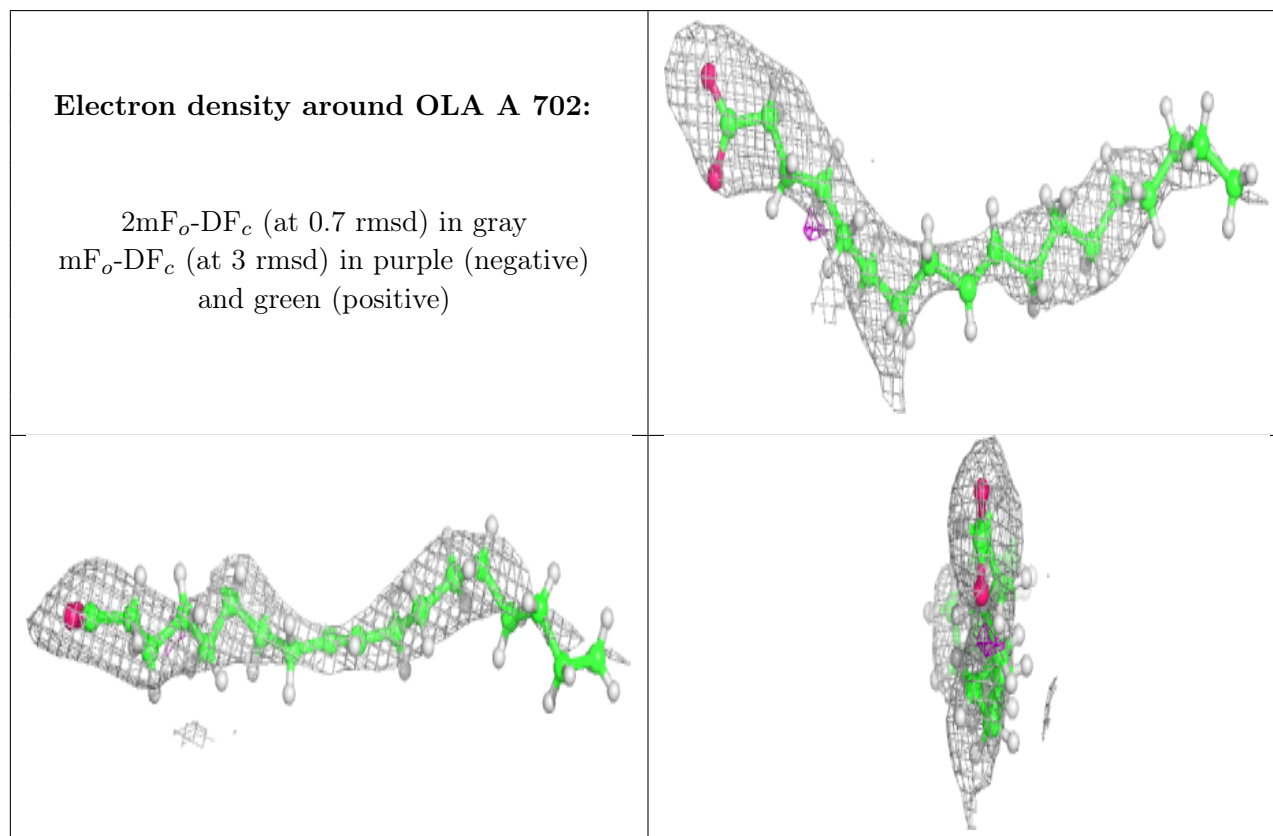 Electron density around OLA A 702:
2mFo-DFc (at 0.7 rmsd) in gray
mFo-DFc (at 3 rmsd) in purple (negative)
and green (positive)